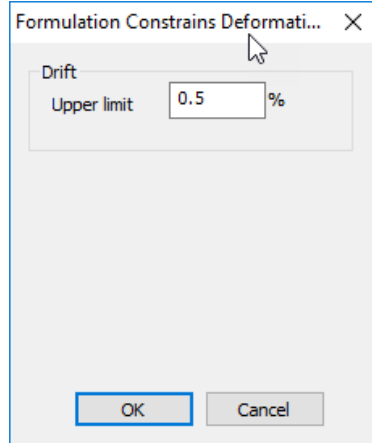 Formulation Constrains Deformati...
Drift
Upper limit 0.5 %
OK Cancel